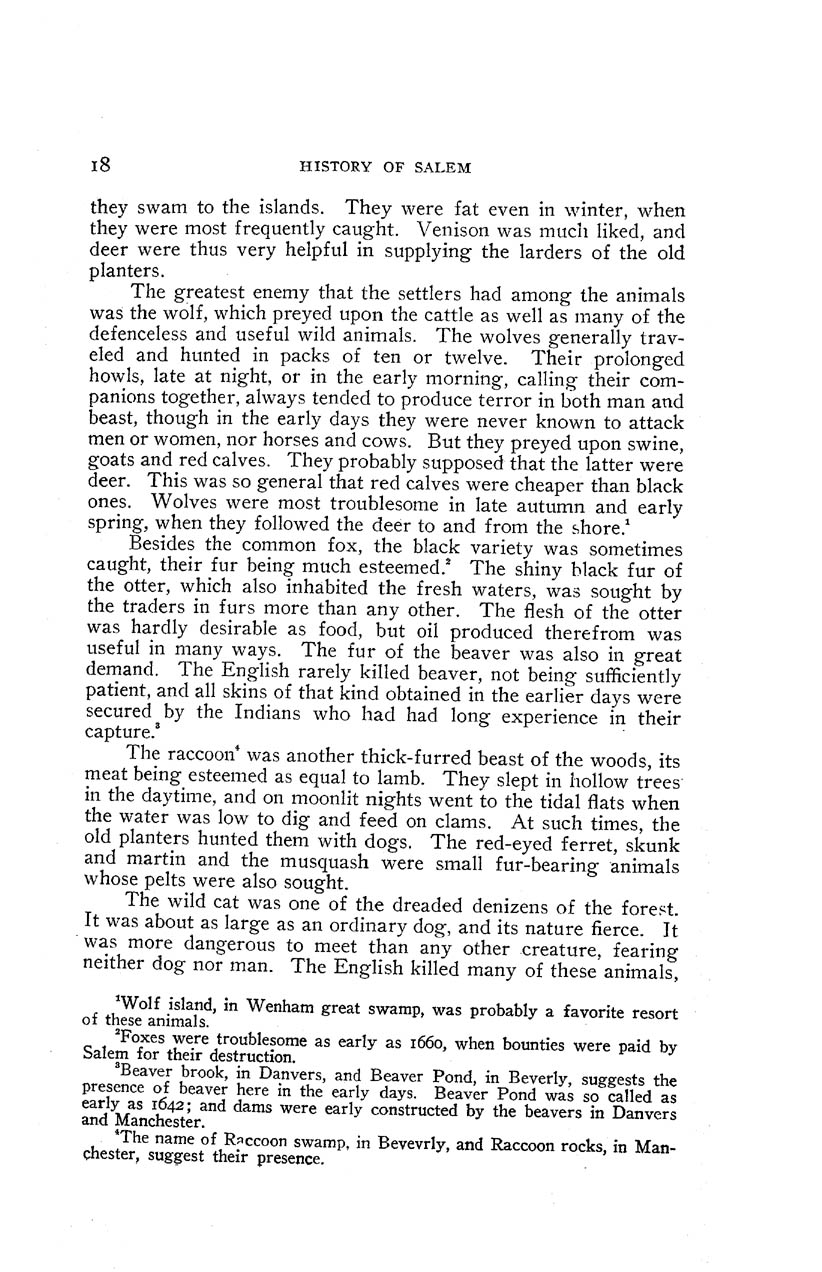 18 HISTORY OF SALEM
they swam to the islands. They were fat even in winter, when
they were most frequently caught. Venison was much liked, and
deer were thus very helpful in supplying the larders of the old
planters.
The greatest enemy that the settlers had among the animals
was the wolf, which preyed upon the cattle as well as many of the
defenceless and useful wild animals. The wolves generally trav-
eled and hunted in packs of ten or twelve. Their prolonged
howls, late at night, or in the early morning, calling their com-
panions together, always tended to produce terror in both man and
beast, though in the early days they were never known to attack
men or women, nor horses and cows. But they preyed upon swine,
goats and red calves. They probably supposed that the latter were
deer. This was so general that red calves were cheaper than black
ones. Wolves were most troublesome in late autumn and early
spring, when they followed the deer to and from the shore.¹
Besides the common fox, the black variety was sometimes
caught, their fur being much esteemed.² The shiny black fur of
the otter, which also inhabited the fresh waters, was sought by
the traders in furs more than any other. The flesh of the otter
was hardly desirable as food, but oil produced therefrom was
useful in many ways. The fur of the beaver was also in great
demand. The English rarely killed beaver, not being sufficiently
patient, and all skins of that kind obtained in the earlier days were
secured by the Indians who had had long experience in their
capture.³
The raccoon⁴ was another thick-furred beast of the woods, its
meat being esteemed as equal to lamb. They slept in hollow trees
in the daytime, and on moonlit nights went to the tidal flats when
the water was low to dig and feed on clams. At such times, the
old planters hunted them with dogs. The red-eyed ferret, skunk
and martin and the musquash were small fur-bearing animals
whose pelts were also sought.
The wild cat was one of the dreaded denizens of the forest.
It was about as large as an ordinary dog, and its nature fierce. It
was more dangerous to meet than any other creature, fearing
neither dog nor man. The English killed many of these animals,
¹Wolf island, in Wenham great swamp, was probably a favorite resort
of these animals.
²Foxes were troublesome as early as 1660, when bounties were paid by
Salem for their destruction.
³Beaver brook, in Danvers, and Beaver Pond, in Beverly, suggests the
presence of beaver here in the early days. Beaver Pond was so called as
early as 1642; and dams were early constructed by the beavers in Danvers
and Manchester.
⁴The name of Raccoon swamp, in Bevevrly, and Raccoon rocks, in Man-
chester, suggest their presence.